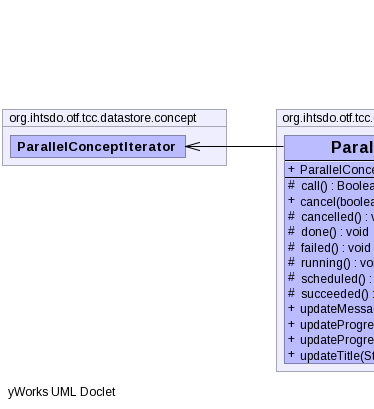 org.ihtsdo.otf.tcc.datastore.concept
ParallelConceptIterator
org.ihtsdo.otf.tcc.
Paral
+ ParallelConce
# call() : Boolea
+ cancel(boolea
# cancelled() : v
# done() : void
# failed() : void
# running() : vo
# scheduled() :
# succeeded() :
+ updateMessa
+ updateProgre
+ updateProgre
+ updateTitle(St
yWorks UML Doclet